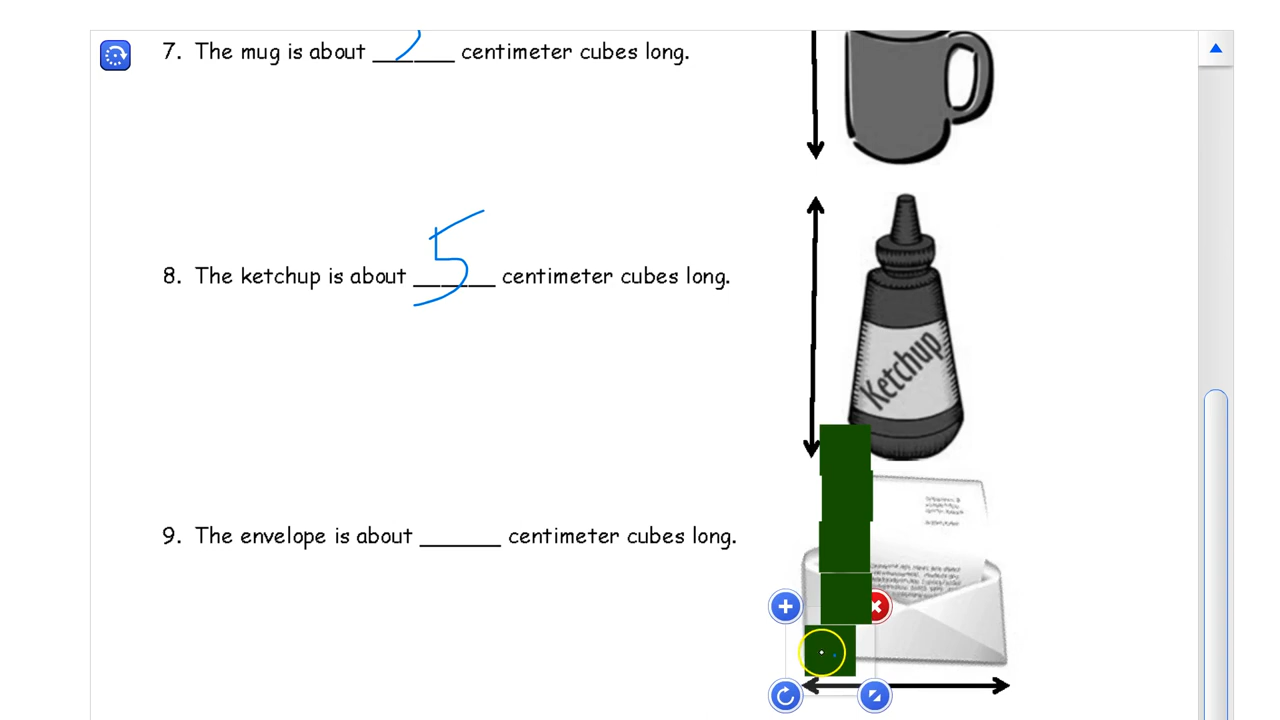 7. The mug is about ______ centimeter cubes long.
8. The ketchup is about 5 centimeter cubes long.
Ketchup
9. The envelope is about ______ centimeter cubes long.